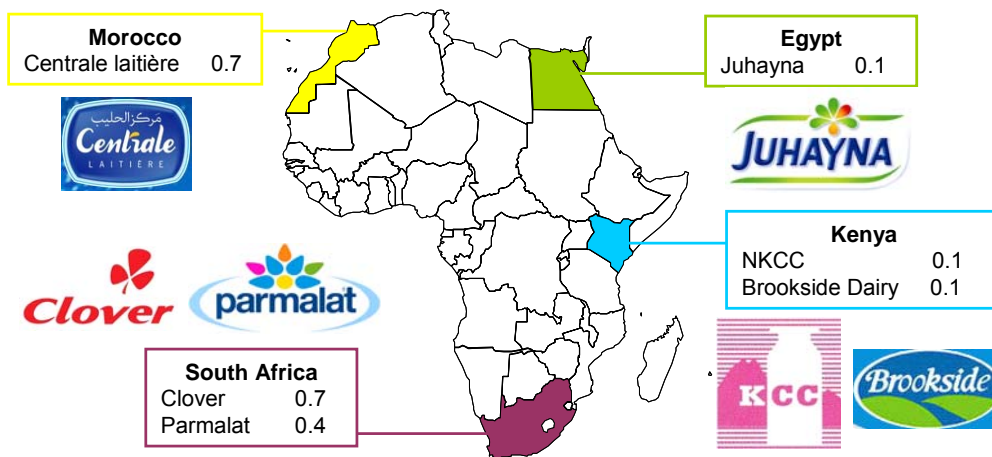 Morocco
Centrale laitière 0.7
Egypt
Juhayna 0.1
مركز الحليب
Centrale
LAITIÈRE
JUHAYNA
Kenya
NKCC 0.1
Brookside Dairy 0.1
Clover
parmalat
South Africa
Clover 0.7
Parmalat 0.4
KCC
Brookside